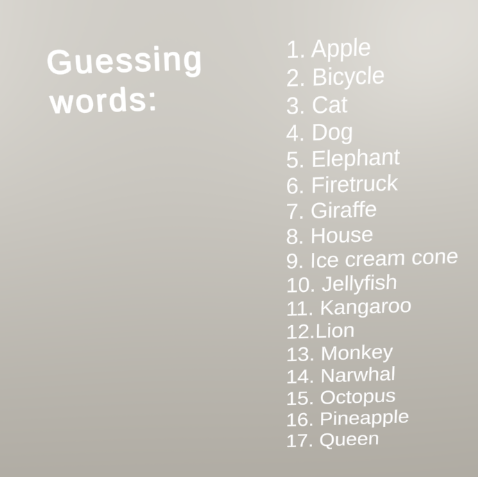 Guessing
words:
1. Apple
2. Bicycle
3. Cat
4. Dog
5. Elephant
6. Firetruck
7. Giraffe
8. House
9. Ice cream cone
10. Jellyfish
11. Kangaroo
12.Lion
13. Monkey
14. Narwhal
15. Octopus
16. Pineapple
17. Queen